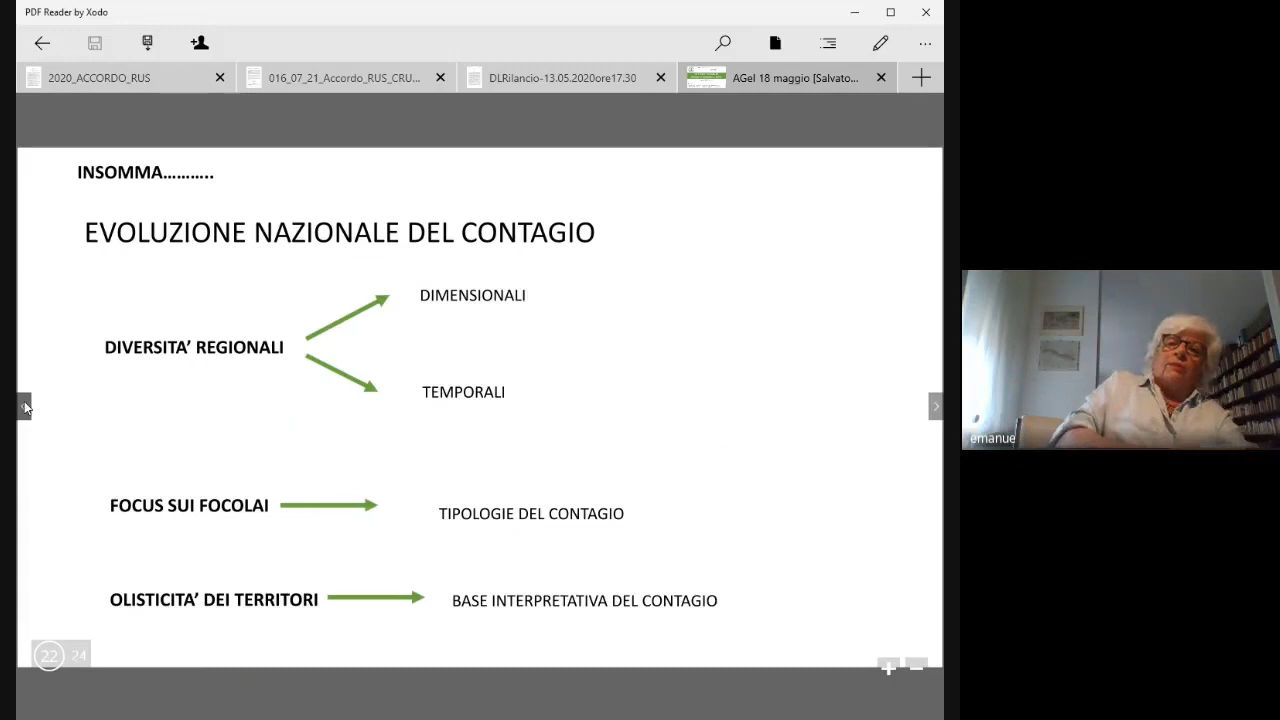 PDF Reader by Xodo
2020_ACCORDO_RUS
016_07_21_Accordo_RUS_CRU...
DLRilancio-13.05.2020ore17.30
AGeI 18 maggio [Salvato...
INSOMMA………..
EVOLUZIONE NAZIONALE DEL CONTAGIO
DIMENSIONALI
DIVERSITA’ REGIONALI
TEMPORALI
FOCUS SUI FOCOLAI
TIPOLOGIE DEL CONTAGIO
OLISTICITA’ DEI TERRITORI
BASE INTERPRETATIVA DEL CONTAGIO
22 24
emanue